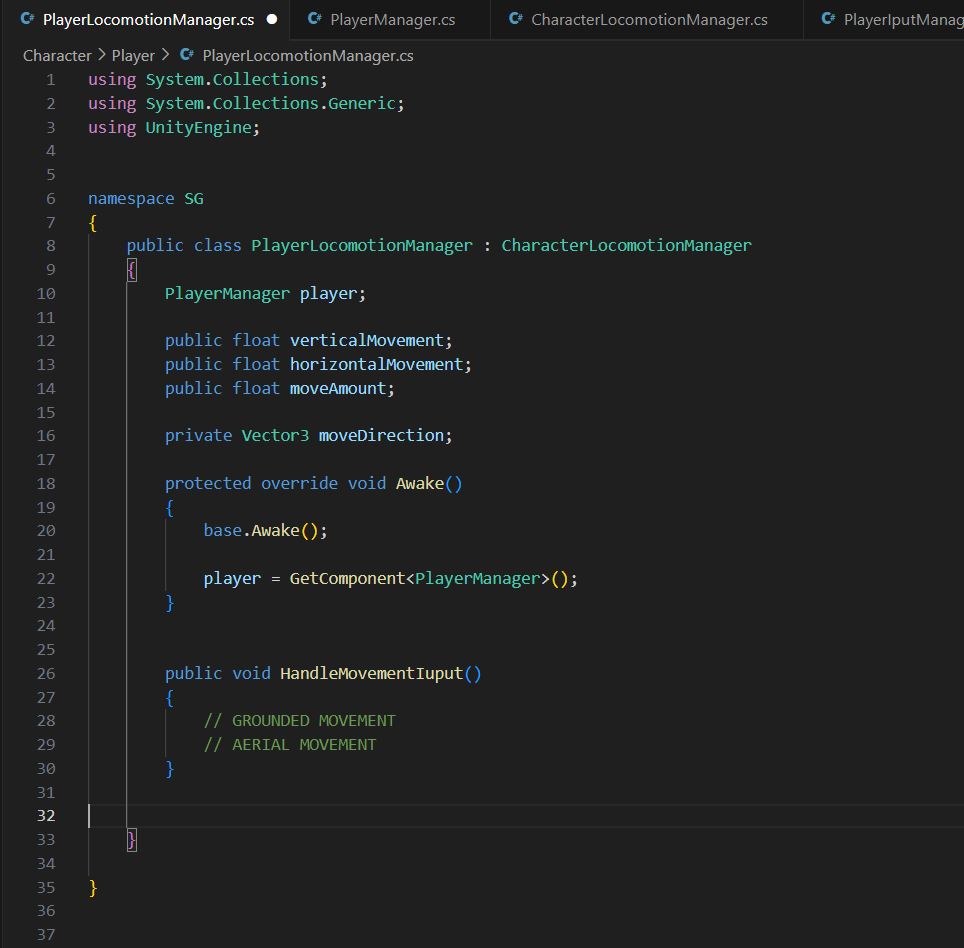 C# PlayerLocomotionManager.cs ● C# PlayerManager.cs C# CharacterLocomotionManager.cs C# PlayerIputManag
Character > Player > C# PlayerLocomotionManager.cs
1 using System.Collections;
2 using System.Collections.Generic;
3 using UnityEngine;
4
5
6 namespace SG
7 {
8 public class PlayerLocomotionManager : CharacterLocomotionManager
9 {
10 PlayerManager player;
11
12 public float verticalMovement;
13 public float horizontalMovement;
14 public float moveAmount;
15
16 private Vector3 moveDirection;
17
18 protected override void Awake()
19 {
20 base.Awake();
21
22 player = GetComponent<PlayerManager>();
23 }
24
25
26 public void HandleMovementIuput()
27 {
28 // GROUNDED MOVEMENT
29 // AERIAL MOVEMENT
30 }
31
32
33 }
34
35 }
36
37